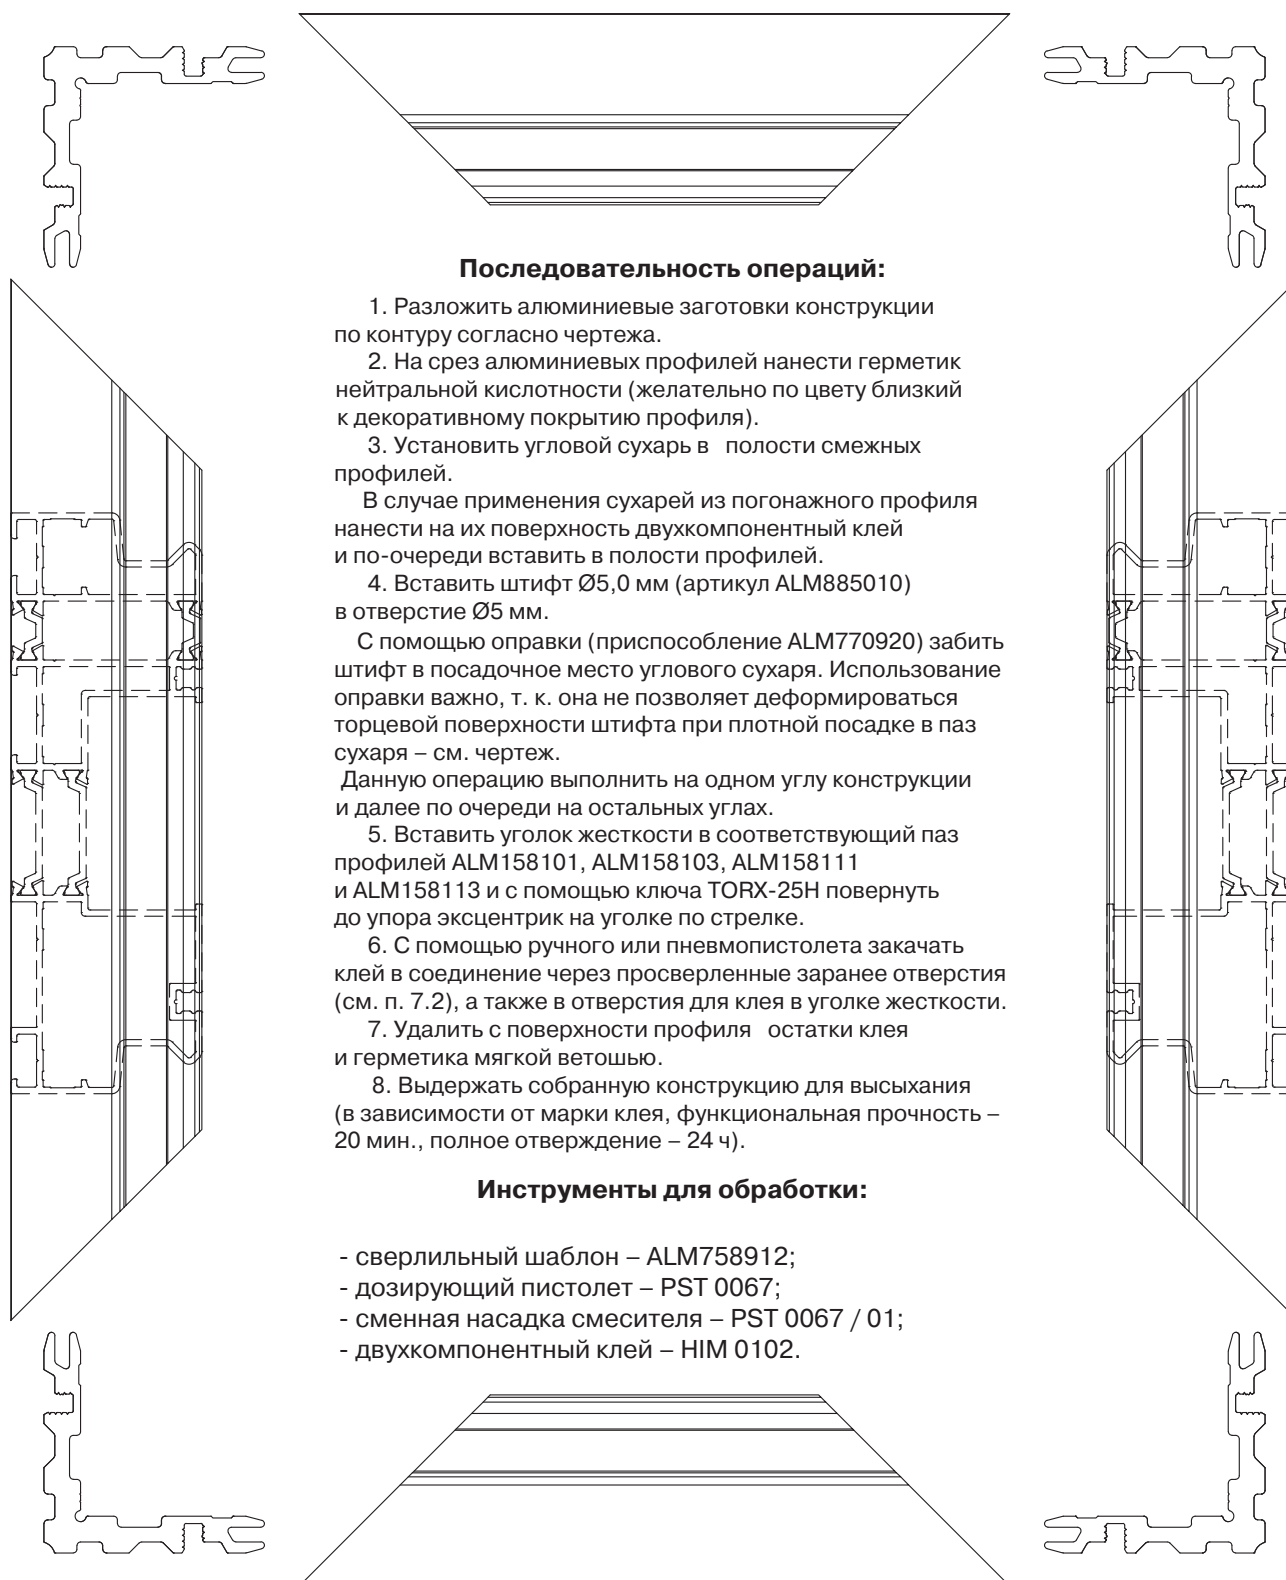 Последовательность операций:
1. Разложить алюминиевые заготовки конструкции
по контуру согласно чертежа.
2. На срез алюминиевых профилей нанести герметик
нейтральной кислотности (желательно по цвету близкий
к декоративному покрытию профиля).
3. Установить угловой сухарь в полости смежных
профилей.
В случае применения сухарей из погонажного профиля
нанести на их поверхность двухкомпонентный клей
и по-очереди вставить в полости профилей.
4. Вставить штифт Ø5,0 мм (артикул ALM885010)
в отверстие Ø5 мм.
С помощью оправки (приспособление ALM770920) забить
штифт в посадочное место углового сухаря. Использование
оправки важно, т. к. она не позволяет деформироваться
торцевой поверхности штифта при плотной посадке в паз
сухаря – см. чертеж.
Данную операцию выполнить на одном углу конструкции
и далее по очереди на остальных углах.
5. Вставить уголок жесткости в соответствующий паз
профилей ALM158101, ALM158103, ALM158111
и ALM158113 и с помощью ключа TORX-25H повернуть
до упора эксцентрик на уголке по стрелке.
6. С помощью ручного или пневмопистолета закачать
клей в соединение через просверленные заранее отверстия
(см. п. 7.2), а также в отверстия для клея в уголке жесткости.
7. Удалить с поверхности профиля остатки клея
и герметика мягкой ветошью.
8. Выдержать собранную конструкцию для высыхания
(в зависимости от марки клея, функциональная прочность –
20 мин., полное отверждение – 24 ч).
Инструменты для обработки:
- сверлильный шаблон – ALM758912;
- дозирующий пистолет – PST 0067;
- сменная насадка смесителя – PST 0067 / 01;
- двухкомпонентный клей – HIM 0102.